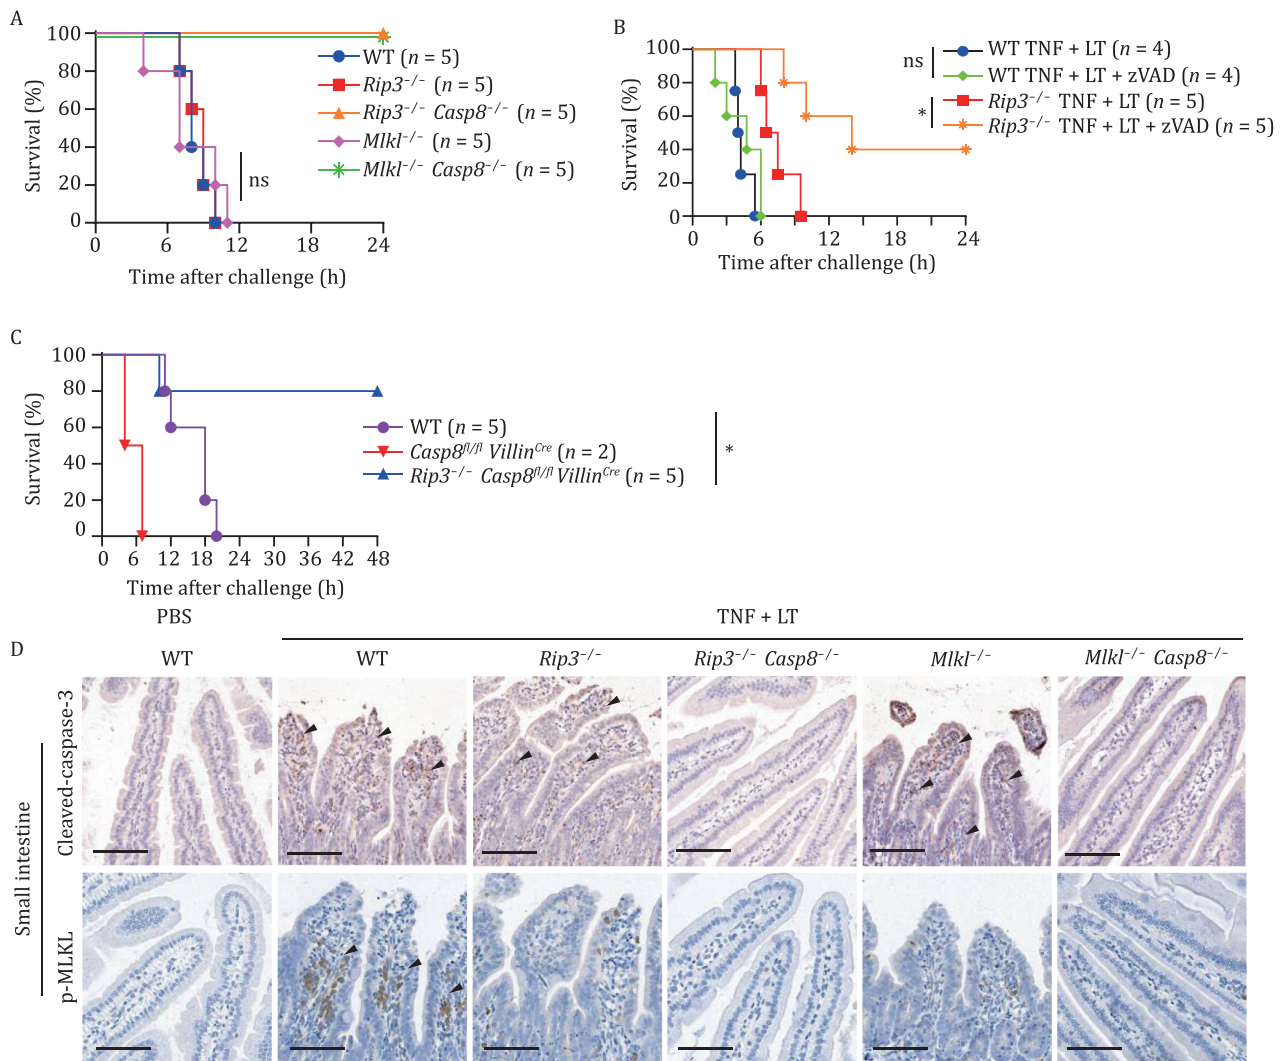 A
100
80
60
40
20
0
Survival (%)
0 6 12 18 24
Time after challenge (h)
ns
WT (n = 5)
Rip3−/− (n = 5)
Rip3−/− Casp8−/− (n = 5)
Mlkl−/− (n = 5)
Mlkl−/− Casp8−/− (n = 5)
B
100
80
60
40
20
0
Survival (%)
0 6 12 18 24
Time after challenge (h)
ns
*
WT TNF + LT (n = 4)
WT TNF + LT + zVAD (n = 4)
Rip3−/− TNF + LT (n = 5)
Rip3−/− TNF + LT + zVAD (n = 5)
C
100
80
60
40
20
0
Survival (%)
0 6 12 18 24 30 36 42 48
Time after challenge (h)
WT (n = 5)
Casp8fl/fl VillinCre (n = 2)
Rip3−/− Casp8fl/fl VillinCre (n = 5)
*
D
PBS TNF + LT
WT WT Rip3−/− Rip3−/− Casp8−/− Mlkl−/− Mlkl−/− Casp8−/−
Small intestine
Cleaved-caspase-3
p-MLKL